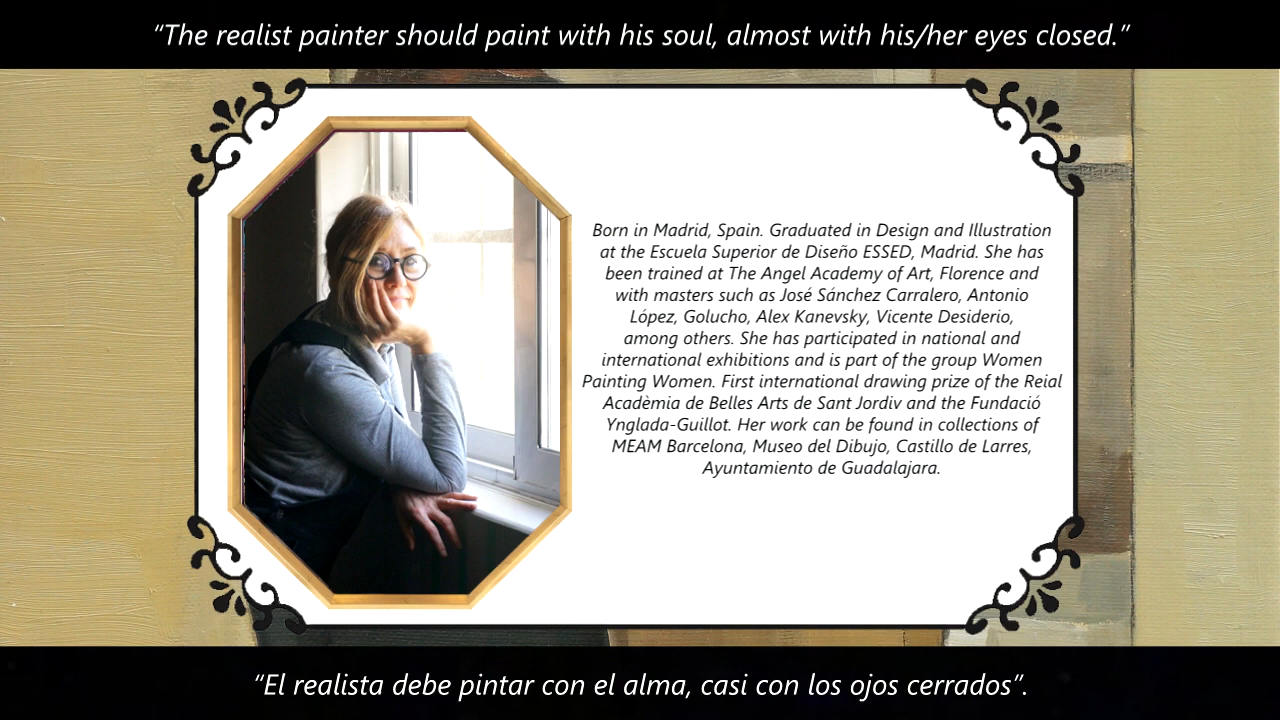 “The realist painter should paint with his soul, almost with his/her eyes closed.”
Born in Madrid, Spain. Graduated in Design and Illustration
at the Escuela Superior de Diseño ESSED, Madrid. She has
been trained at The Angel Academy of Art, Florence and
with masters such as José Sánchez Carralero, Antonio
López, Golucho, Alex Kanevsky, Vicente Desiderio,
among others. She has participated in national and
international exhibitions and is part of the group Women
Painting Women. First international drawing prize of the Reial
Acadèmia de Belles Arts de Sant Jordiv and the Fundació
Ynglada-Guillot. Her work can be found in collections of
MEAM Barcelona, Museo del Dibujo, Castillo de Larres,
Ayuntamiento de Guadalajara.
“El realista debe pintar con el alma, casi con los ojos cerrados”.